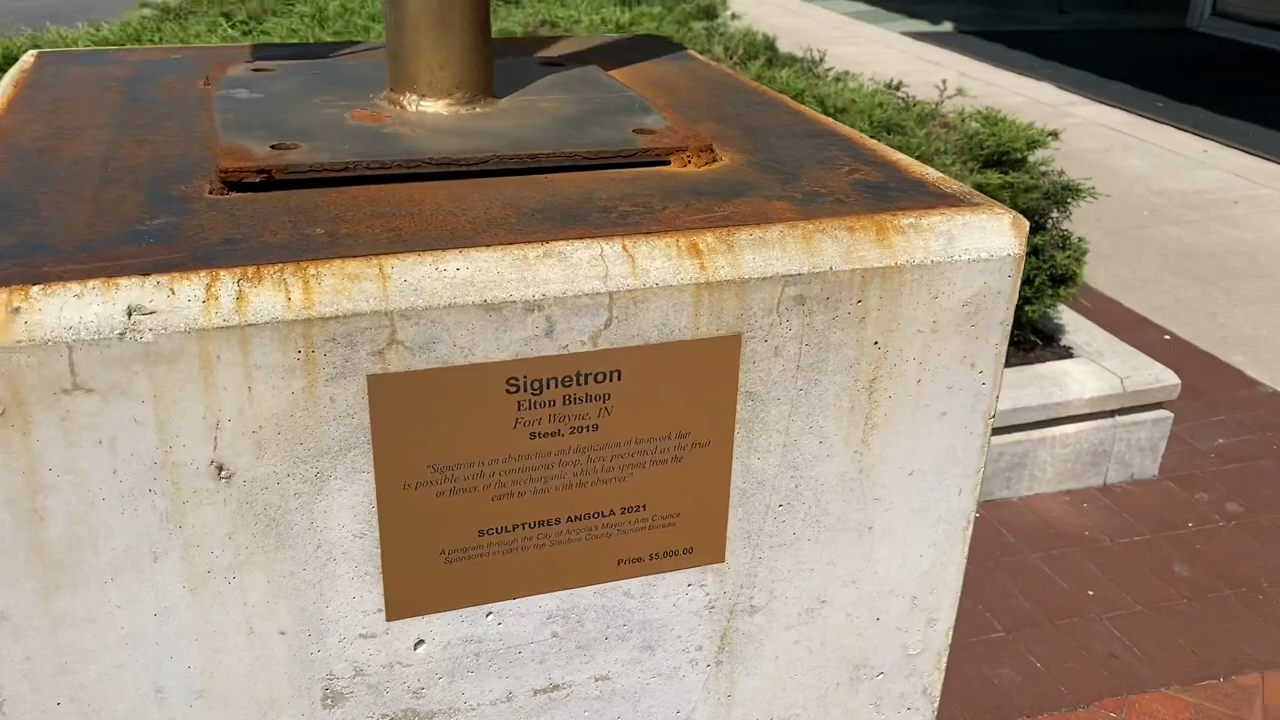 Signetron
Elton Bishop
Fort Wayne, IN
Steel, 2019
"Signetron is an abstraction and digitization of knotwork that
is possible with a continuous loop, here presented as the fruit
or flower, of the mechorganic, which has sprung from the
earth to share with the observer."
SCULPTURES ANGOLA 2021
A program through the City of Angola's Mayor's Arts Council
Sponsored in part by the Steuben County Tourism Bureau
Price: $5,000.00